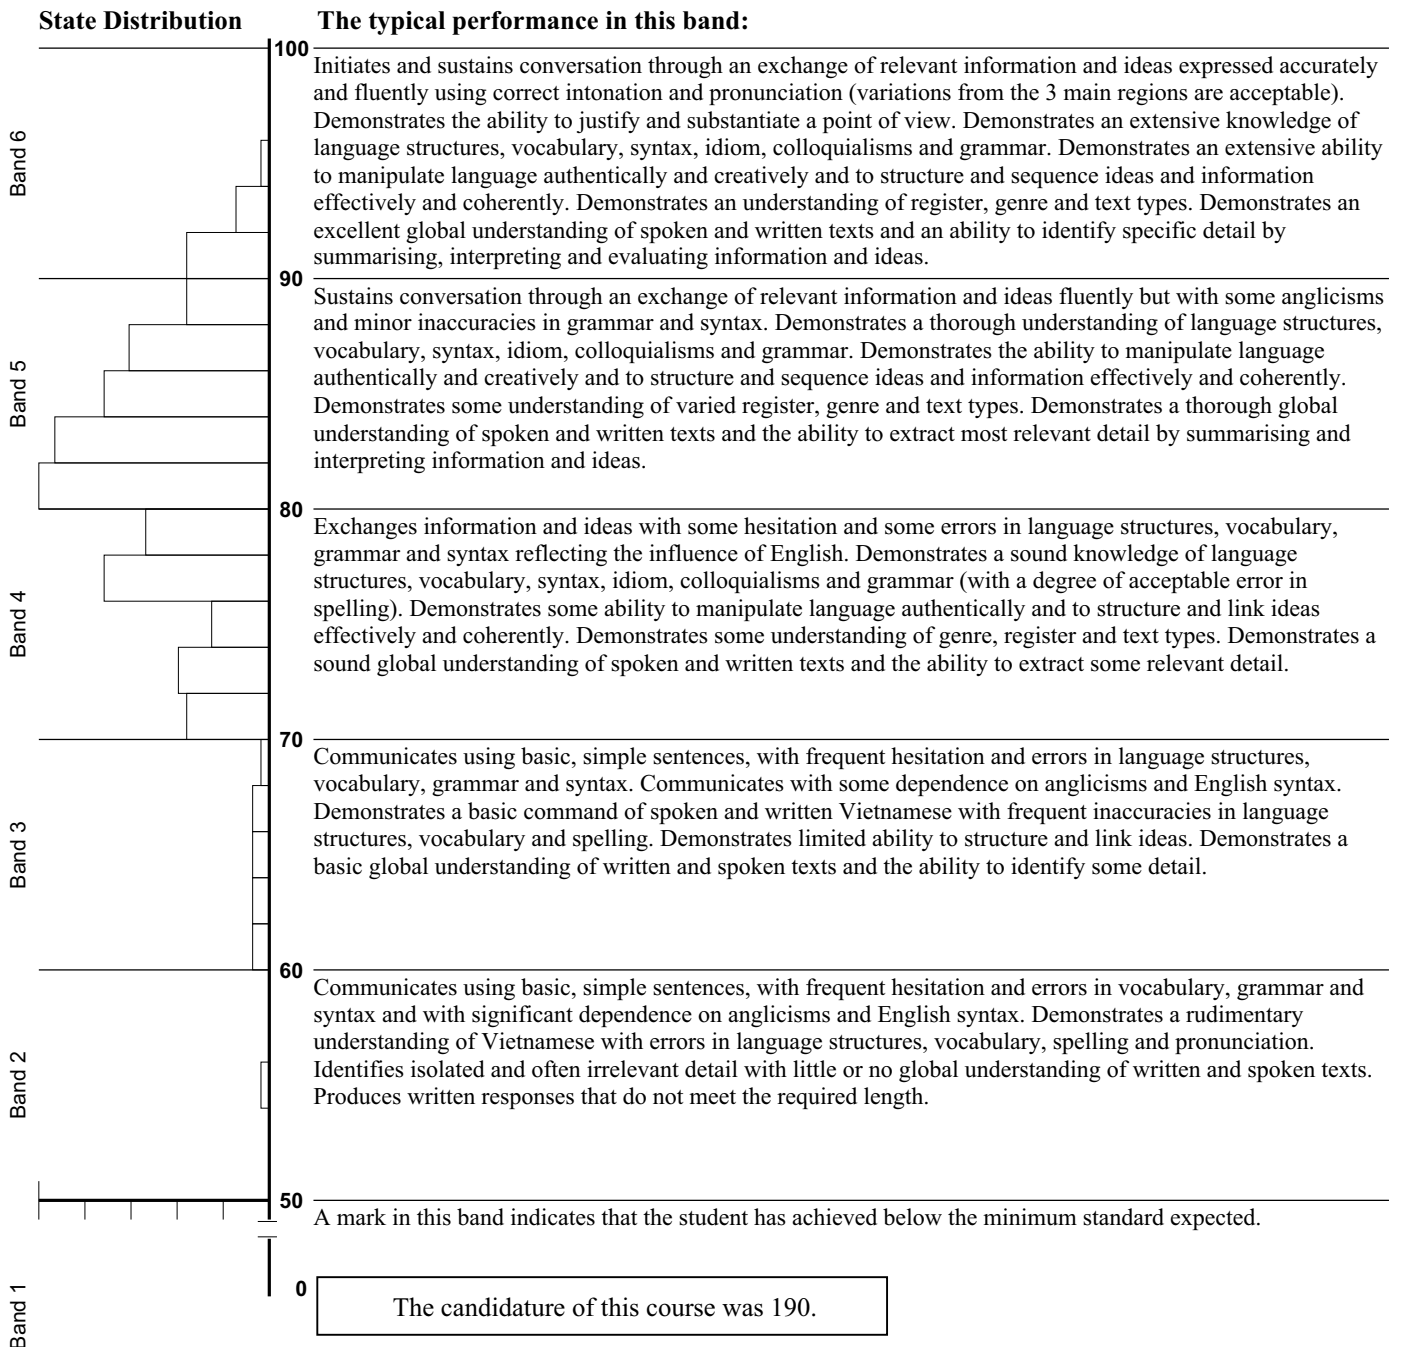 State Distribution
The typical performance in this band:
100
Initiates and sustains conversation through an exchange of relevant information and ideas expressed accurately
and fluently using correct intonation and pronunciation (variations from the 3 main regions are acceptable).
Demonstrates the ability to justify and substantiate a point of view. Demonstrates an extensive knowledge of
language structures, vocabulary, syntax, idiom, colloquialisms and grammar. Demonstrates an extensive ability
to manipulate language authentically and creatively and to structure and sequence ideas and information
effectively and coherently. Demonstrates an understanding of register, genre and text types. Demonstrates an
excellent global understanding of spoken and written texts and an ability to identify specific detail by
summarising, interpreting and evaluating information and ideas.
Band 6
90
Sustains conversation through an exchange of relevant information and ideas fluently but with some anglicisms
and minor inaccuracies in grammar and syntax. Demonstrates a thorough understanding of language structures,
vocabulary, syntax, idiom, colloquialisms and grammar. Demonstrates the ability to manipulate language
authentically and creatively and to structure and sequence ideas and information effectively and coherently.
Demonstrates some understanding of varied register, genre and text types. Demonstrates a thorough global
understanding of spoken and written texts and the ability to extract most relevant detail by summarising and
interpreting information and ideas.
Band 5
80
Exchanges information and ideas with some hesitation and some errors in language structures, vocabulary,
grammar and syntax reflecting the influence of English. Demonstrates a sound knowledge of language
structures, vocabulary, syntax, idiom, colloquialisms and grammar (with a degree of acceptable error in
spelling). Demonstrates some ability to manipulate language authentically and to structure and link ideas
effectively and coherently. Demonstrates some understanding of genre, register and text types. Demonstrates a
sound global understanding of spoken and written texts and the ability to extract some relevant detail.
Band 4
70
Communicates using basic, simple sentences, with frequent hesitation and errors in language structures,
vocabulary, grammar and syntax. Communicates with some dependence on anglicisms and English syntax.
Demonstrates a basic command of spoken and written Vietnamese with frequent inaccuracies in language
structures, vocabulary and spelling. Demonstrates limited ability to structure and link ideas. Demonstrates a
basic global understanding of written and spoken texts and the ability to identify some detail.
Band 3
60
Communicates using basic, simple sentences, with frequent hesitation and errors in vocabulary, grammar and
syntax and with significant dependence on anglicisms and English syntax. Demonstrates a rudimentary
understanding of Vietnamese with errors in language structures, vocabulary, spelling and pronunciation.
Identifies isolated and often irrelevant detail with little or no global understanding of written and spoken texts.
Produces written responses that do not meet the required length.
Band 2
50
A mark in this band indicates that the student has achieved below the minimum standard expected.
0
Band 1
The candidature of this course was 190.